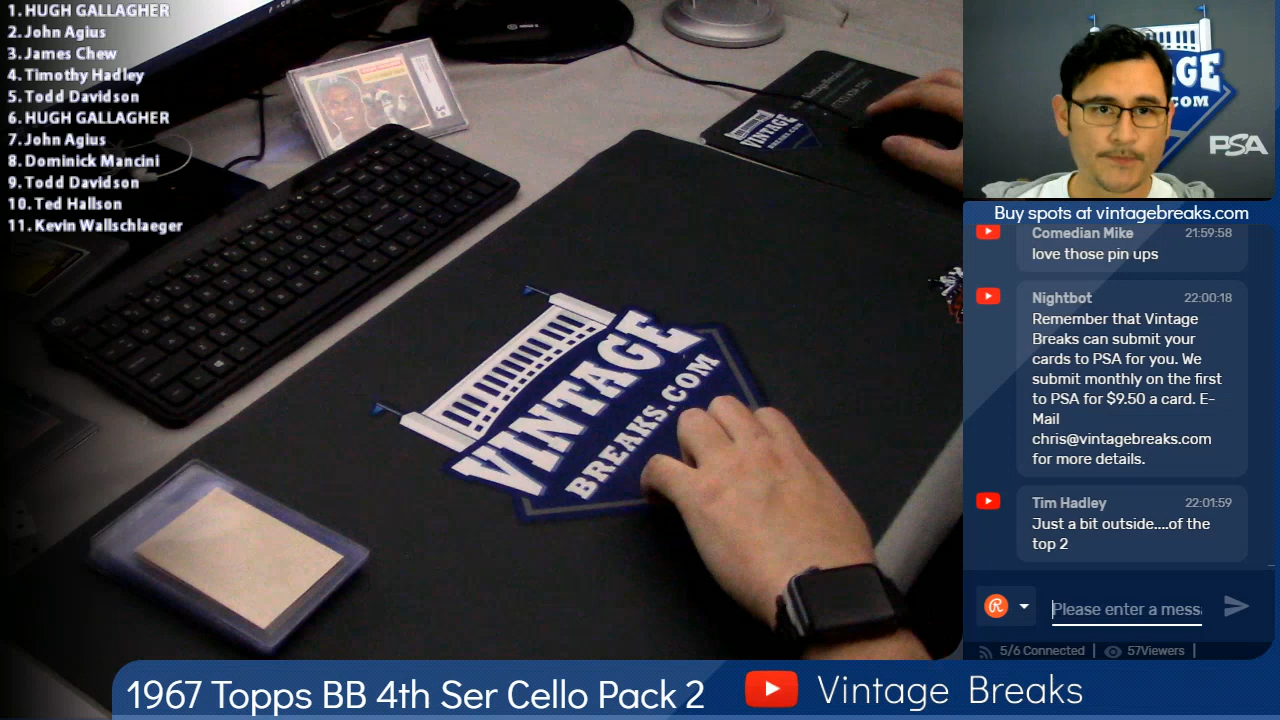 1. HUGH GALLAGHER
2. John Agius
3. James Chew
4. Timothy Hadley
5. Todd Davidson
6. HUGH GALLAGHER
7. John Agius
8. Dominick Mancini
9. Todd Davidson
10. Ted Hallson
11. Kevin Wallschlaeger
VINTAGE
BREAKS.COM
VINTAGE
BREAKS.COM
PSA
Buy spots at vintagebreaks.com
Comedian Mike 21:59:58
love those pin ups
Nightbot 22:00:18
Remember that Vintage
Breaks can submit your
cards to PSA for you. We
submit monthly on the first
to PSA for $9.50 a card. E-
Mail
chris@vintagebreaks.com
for more details.
Tim Hadley 22:01:59
Just a bit outside....of the
top 2
Please enter a mess
5/6 Connected | 57Viewers |
1967 Topps BB 4th Ser Cello Pack 2
Vintage Breaks